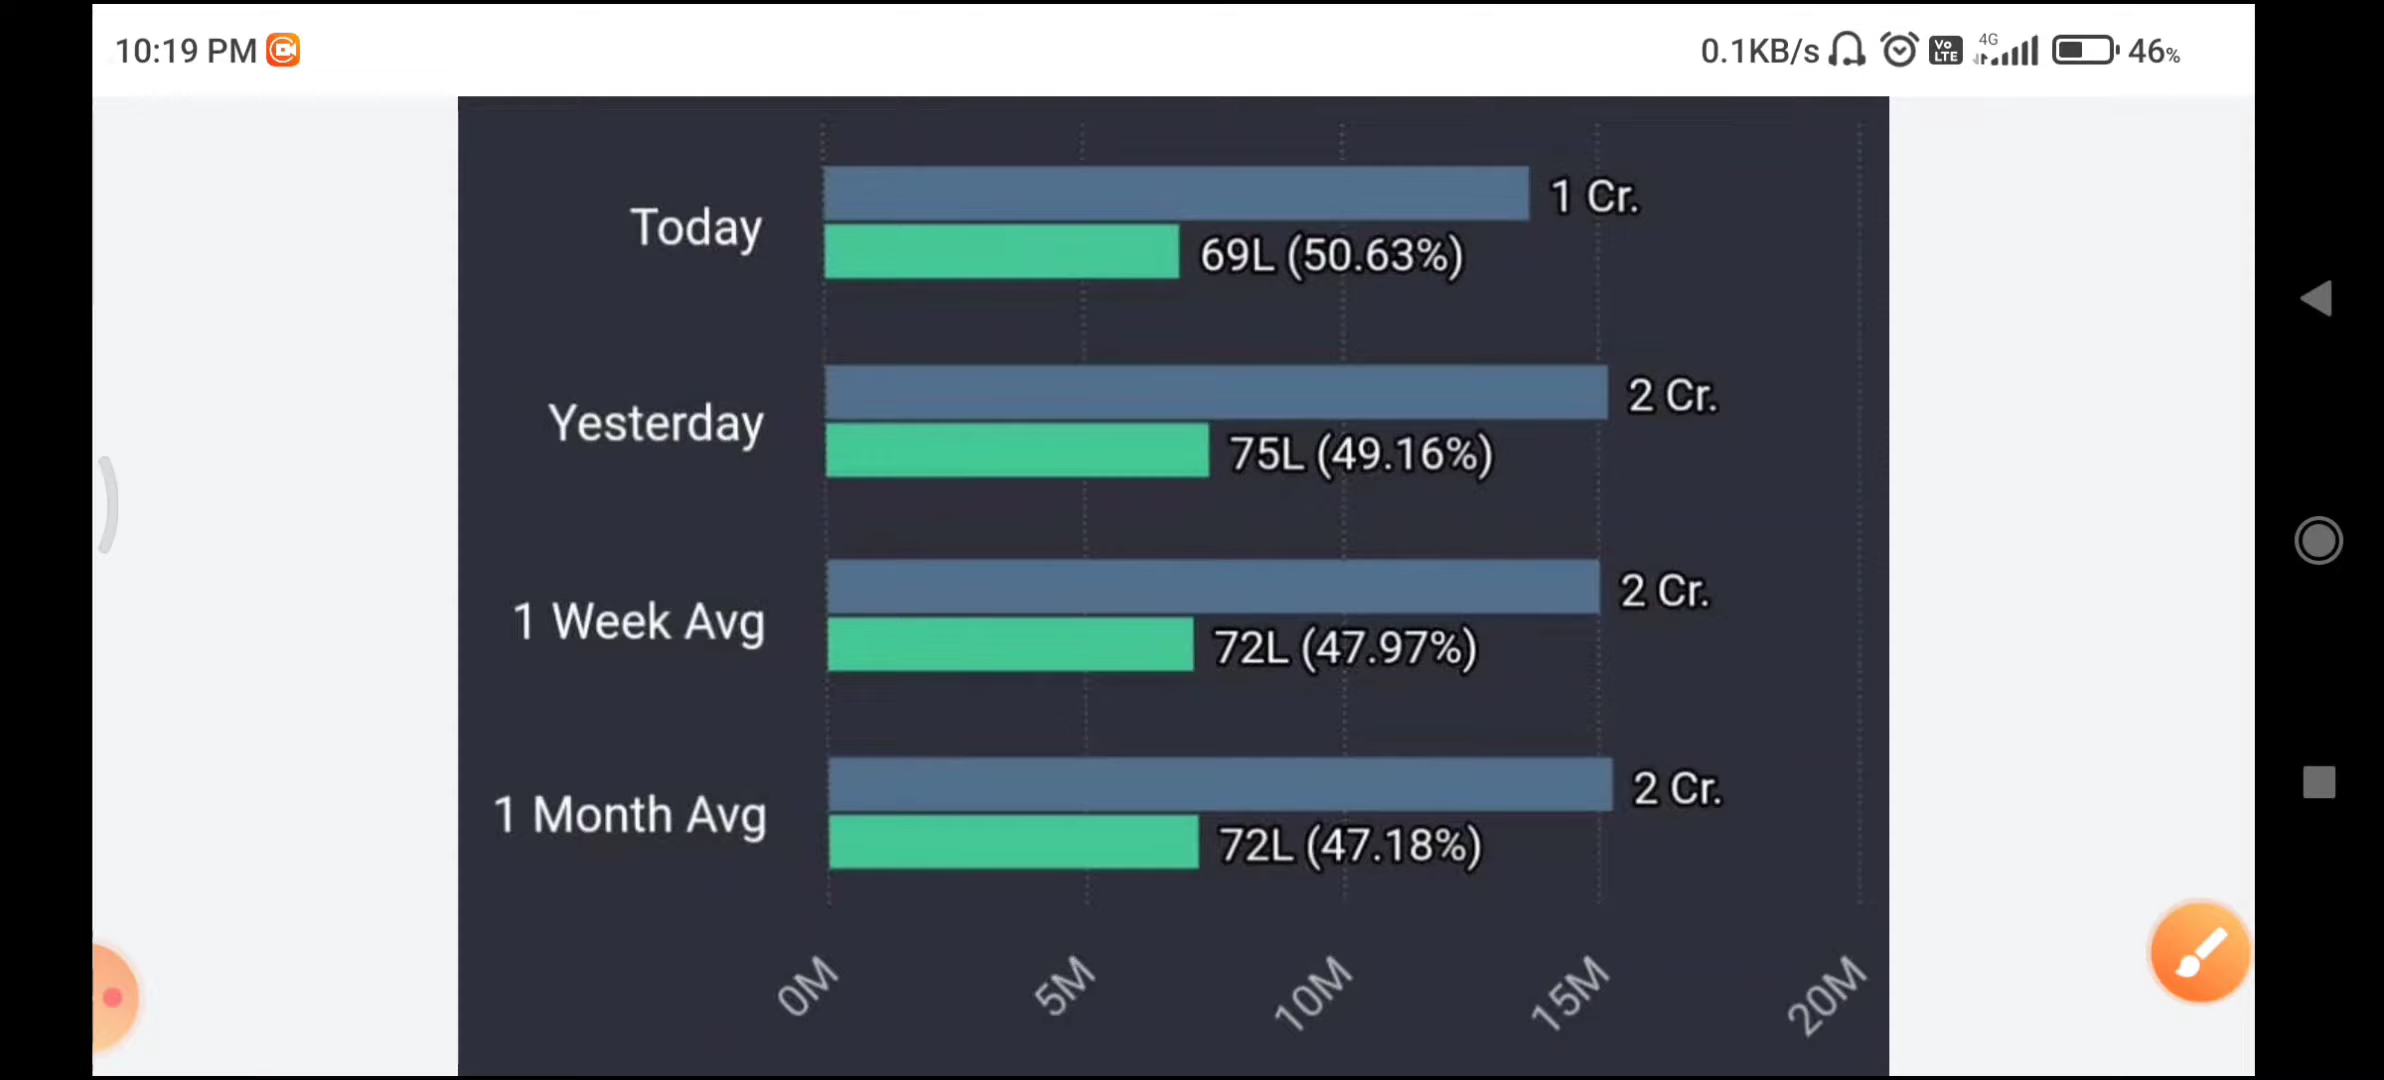 10:19 PM
0.1KB/s Vo LTE 4G 46%
1 Cr.
Today
69L (50.63%)
2 Cr.
Yesterday
75L (49.16%)
2 Cr.
1 Week Avg
72L (47.97%)
2 Cr.
1 Month Avg
72L (47.18%)
0M 5M 10M 15M 20M